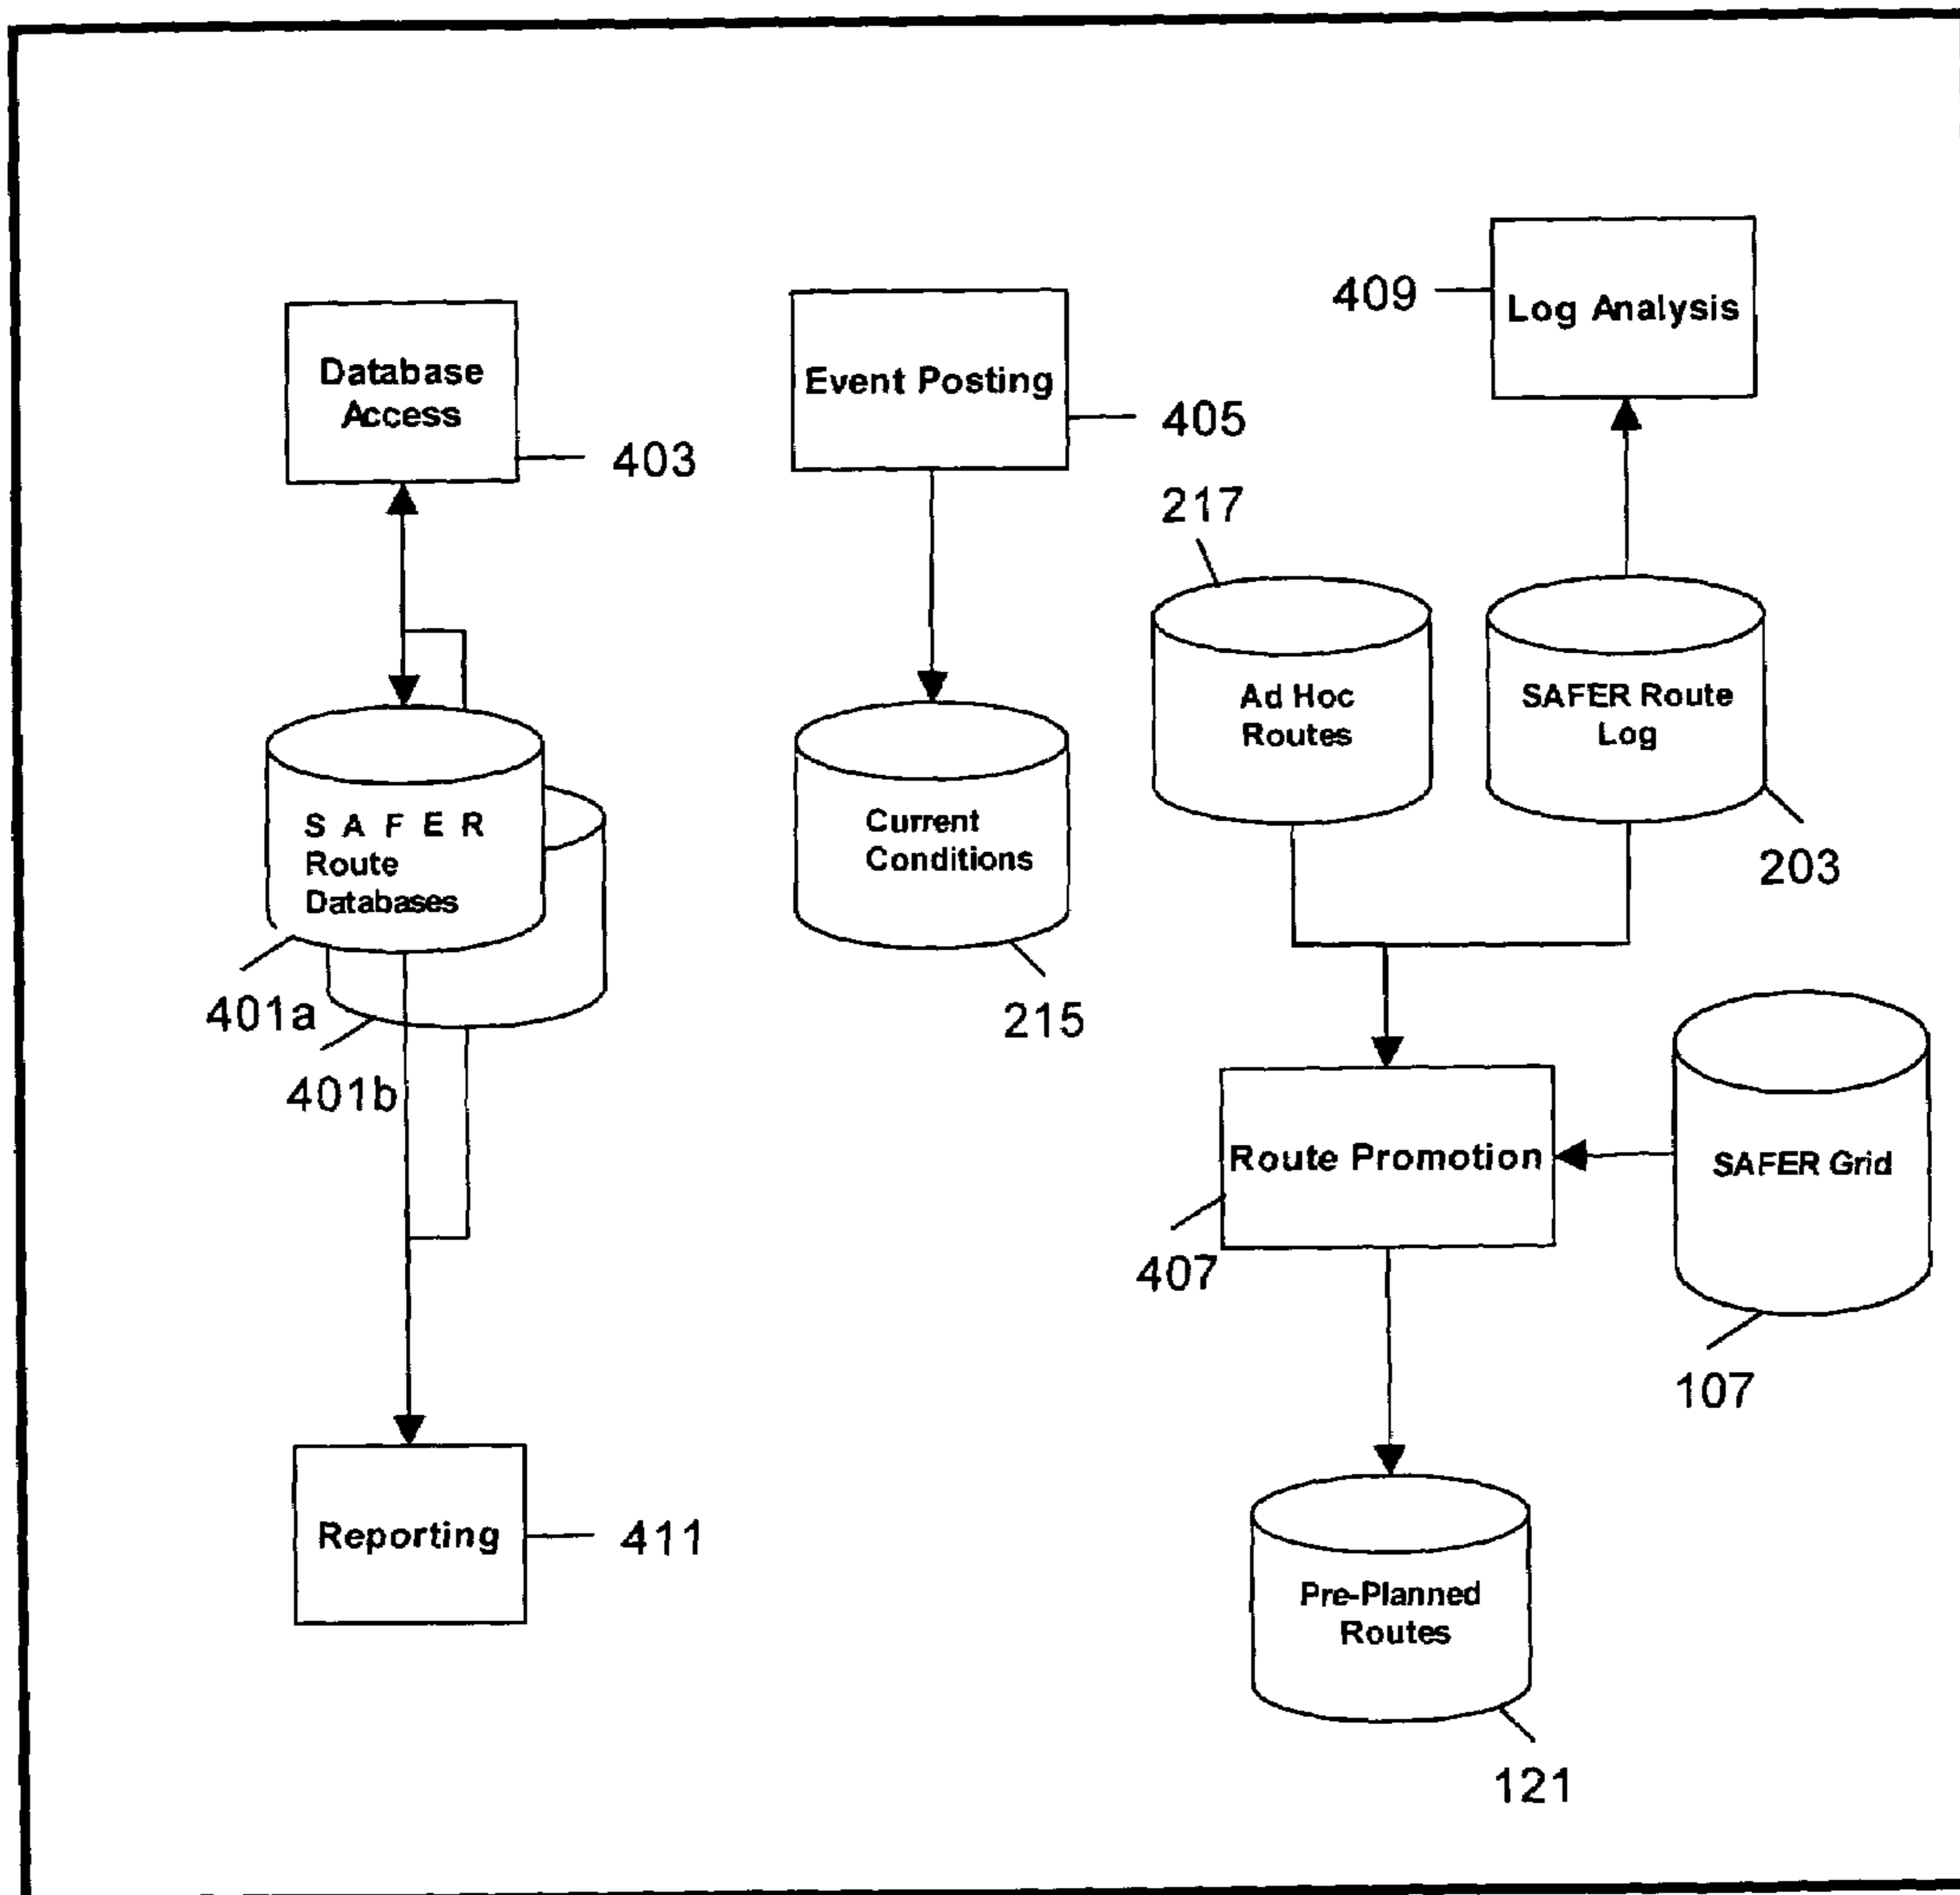 Database
Access
403
S A F E R
Route
Databases
401a
401b
Reporting
411
Event Posting
405
Current
Conditions
215
409
Log Analysis
217
Ad Hoc
Routes
SAFER Route
Log
203
Route Promotion
407
SAFER Grid
107
Pre-Planned
Routes
121